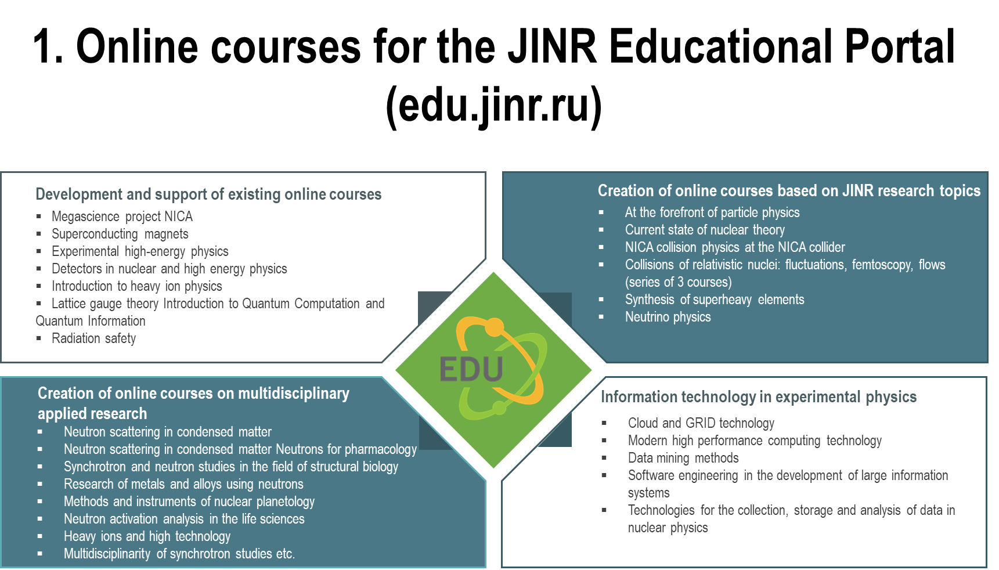 1. Online courses for the JINR Educational Portal
(edu.jinr.ru)
Development and support of existing online courses
▪ Megascience project NICA
▪ Superconducting magnets
▪ Experimental high-energy physics
▪ Detectors in nuclear and high energy physics
▪ Introduction to heavy ion physics
▪ Lattice gauge theory Introduction to Quantum Computation and
Quantum Information
▪ Radiation safety
Creation of online courses based on JINR research topics
▪ At the forefront of particle physics
▪ Current state of nuclear theory
▪ NICA collision physics at the NICA collider
▪ Collisions of relativistic nuclei: fluctuations, femtoscopy, flows
(series of 3 courses)
▪ Synthesis of superheavy elements
▪ Neutrino physics
EDU
Creation of online courses on multidisciplinary
applied research
▪ Neutron scattering in condensed matter
▪ Neutron scattering in condensed matter Neutrons for pharmacology
▪ Synchrotron and neutron studies in the field of structural biology
▪ Research of metals and alloys using neutrons
▪ Methods and instruments of nuclear planetology
▪ Neutron activation analysis in the life sciences
▪ Heavy ions and high technology
▪ Multidisciplinarity of synchrotron studies etc.
Information technology in experimental physics
▪ Cloud and GRID technology
▪ Modern high performance computing technology
▪ Data mining methods
▪ Software engineering in the development of large information
systems
▪ Technologies for the collection, storage and analysis of data in
nuclear physics